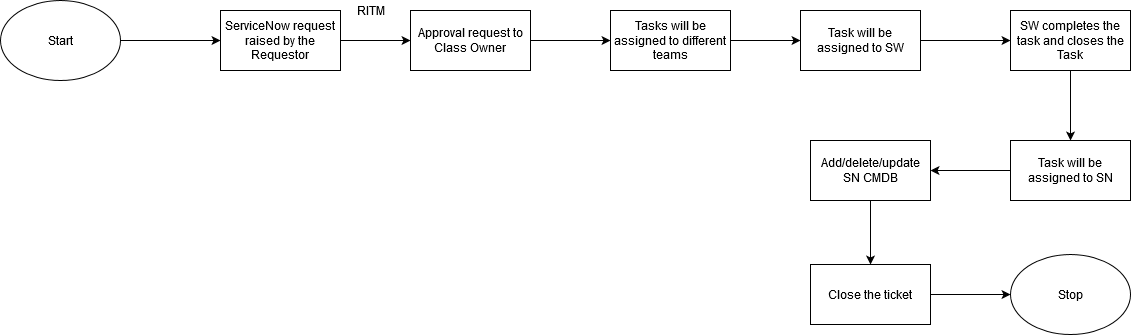 Start
ServiceNow request
raised by the
Requestor
RITM
Approval request to
Class Owner
Tasks will be
assigned to different
teams
Task will be
assigned to SW
SW completes the
task and closes the
Task
Task will be
assigned to SN
Add/delete/update
SN CMDB
Close the ticket
Stop